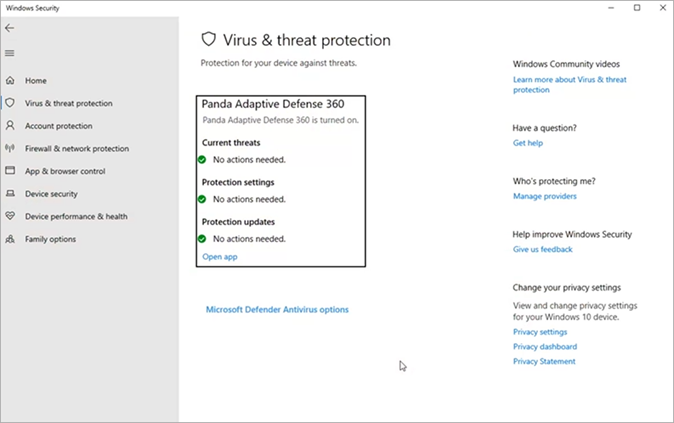 Windows Security
Home
Virus & threat protection
Account protection
Firewall & network protection
App & browser control
Device security
Device performance & health
Family options
Virus & threat protection
Protection for your device against threats.
Panda Adaptive Defense 360
Panda Adaptive Defense 360 is turned on.
Current threats
No actions needed.
Protection settings
No actions needed.
Protection updates
No actions needed.
Open app
Microsoft Defender Antivirus options
Windows Community videos
Learn more about Virus & threat
protection
Have a question?
Get help
Who's protecting me?
Manage providers
Help improve Windows Security
Give us feedback
Change your privacy settings
View and change privacy settings
for your Windows 10 device.
Privacy settings
Privacy dashboard
Privacy Statement